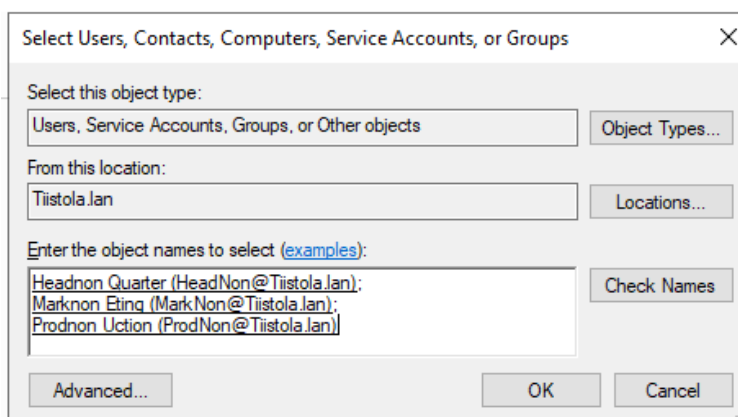 Select Users, Contacts, Computers, Service Accounts, or Groups
Select this object type:
Users, Service Accounts, Groups, or Other objects
Object Types...
From this location:
Tiistola.lan
Locations...
Enter the object names to select (examples):
Headnon Quarter (HeadNon@Tiistola.lan);
Marknon Eting (MarkNon@Tiistola.lan);
Prodnon Uction (ProdNon@Tiistola.lan)
Check Names
Advanced...
OK
Cancel